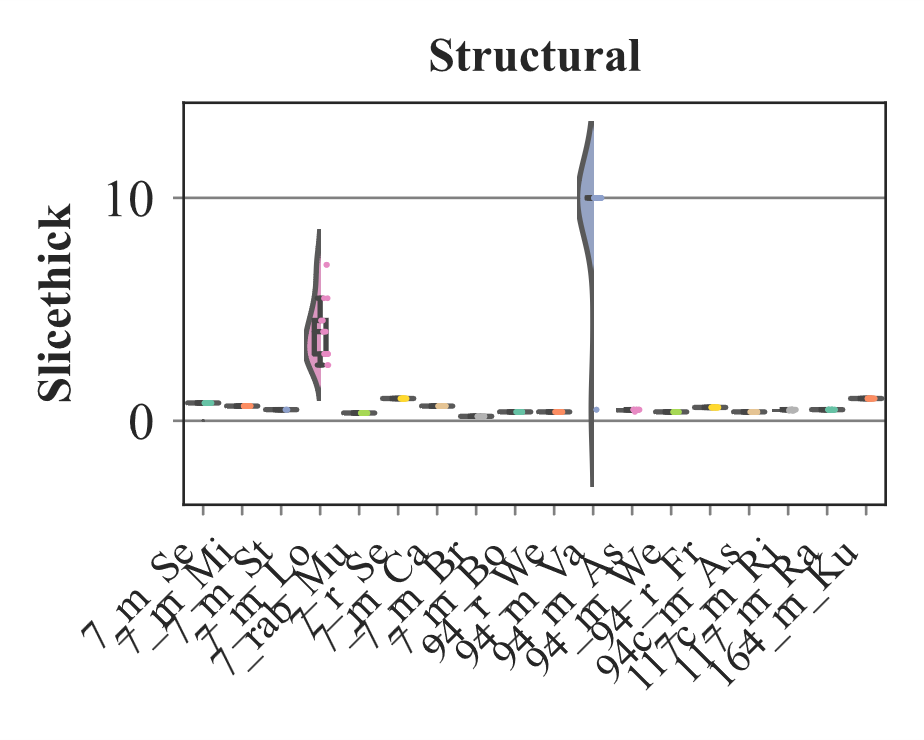 Structural
Slicethick
10
0
7_m_Se
7_m_Mi
7_m_St
7_m_Lo
7_rab_Mu
7_r_Se
7_m_Ca
7_m_Br
7_m_Bo
94_r_We
94_m_Va
94_m_As
94_m_We
94_r_Fr
94c_m_As
117c_m_Ri
117_m_Ra
164_m_Ku